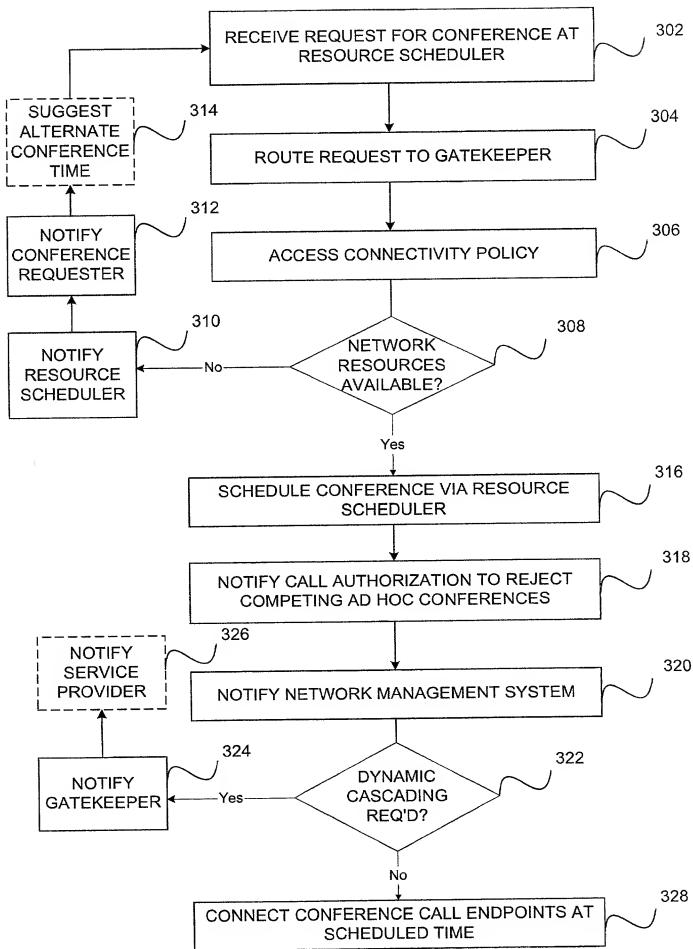 RECEIVE REQUEST FOR CONFERENCE AT
RESOURCE SCHEDULER
302
SUGGEST
ALTERNATE
CONFERENCE
TIME
314
ROUTE REQUEST TO GATEKEEPER
304
NOTIFY
CONFERENCE
REQUESTER
312
ACCESS CONNECTIVITY POLICY
306
NOTIFY
RESOURCE
SCHEDULER
310
No
NETWORK
RESOURCES
AVAILABLE?
308
Yes
SCHEDULE CONFERENCE VIA RESOURCE
SCHEDULER
316
NOTIFY CALL AUTHORIZATION TO REJECT
COMPETING AD HOC CONFERENCES
318
NOTIFY
SERVICE
PROVIDER
326
NOTIFY NETWORK MANAGEMENT SYSTEM
320
NOTIFY
GATEKEEPER
324
Yes
DYNAMIC
CASCADING
REQ'D?
322
No
CONNECT CONFERENCE CALL ENDPOINTS AT
SCHEDULED TIME
328